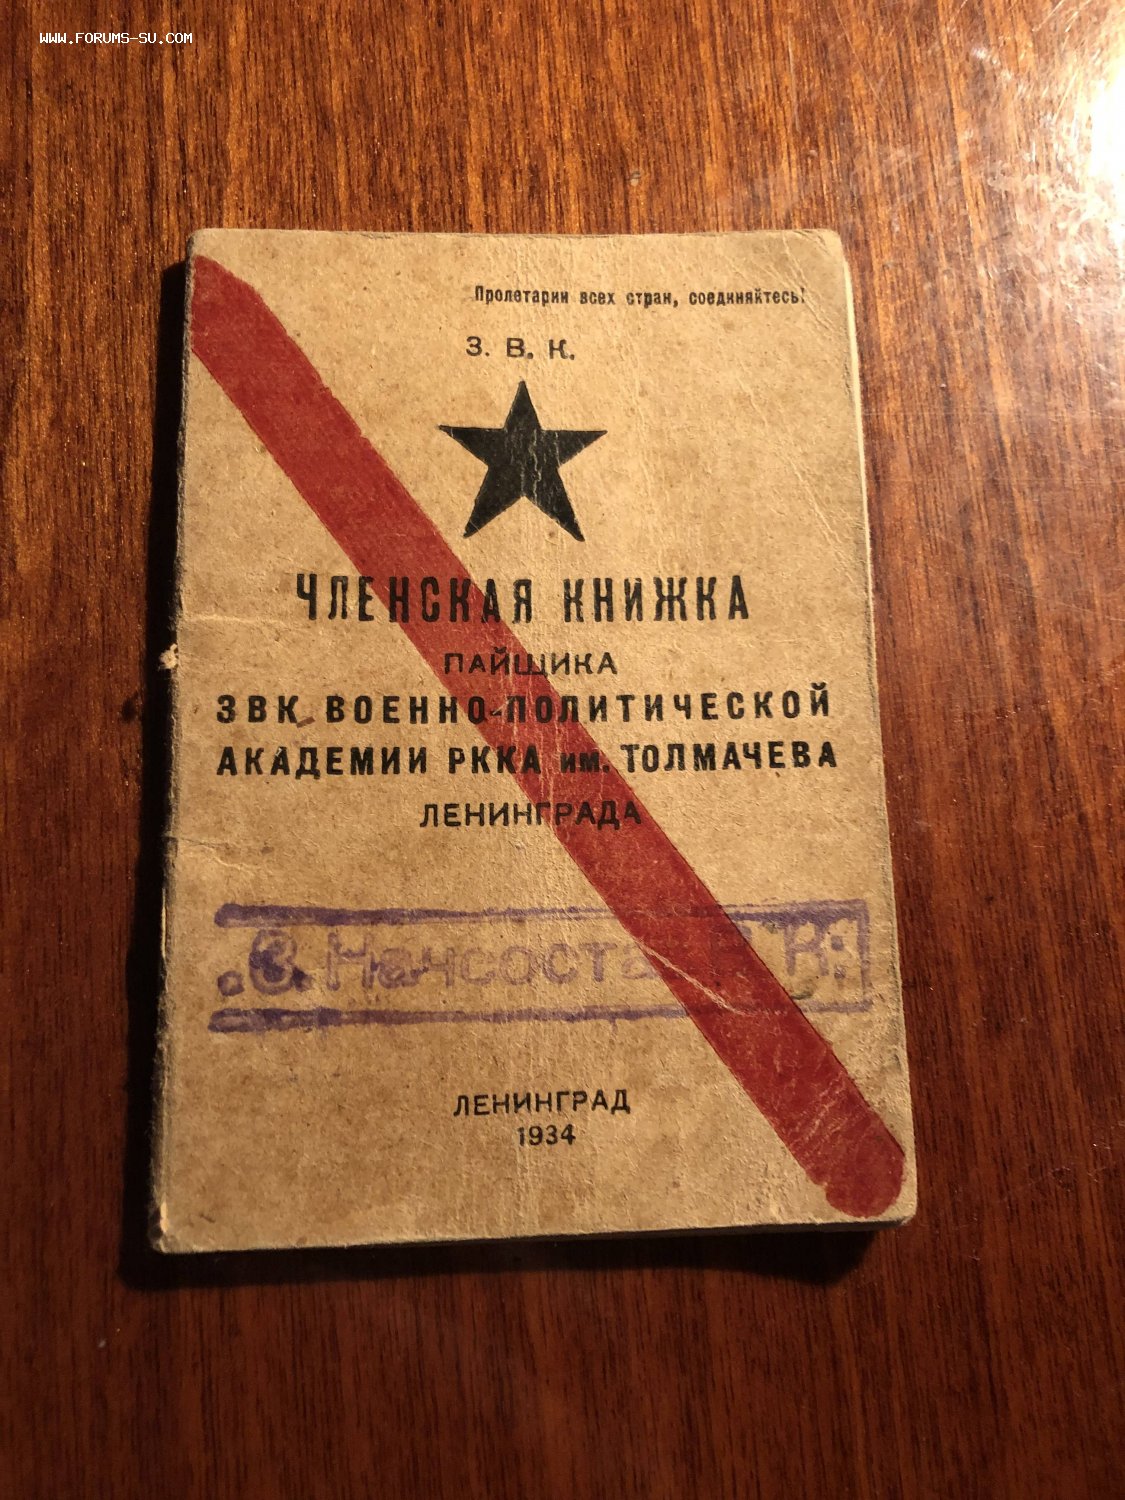 WWW.FORUMS-SU.COM
Пролетарии всех стран, соединяйтесь!
З. В. К.
ЧЛЕНСКАЯ КНИЖКА
ПАЙЩИКА
ЗВК ВОЕННО-ПОЛИТИЧЕСКОЙ
АКАДЕМИИ РККА им. ТОЛМАЧЕВА
ЛЕНИНГРАДА
Начсоста
ЛЕНИНГРАД
1934